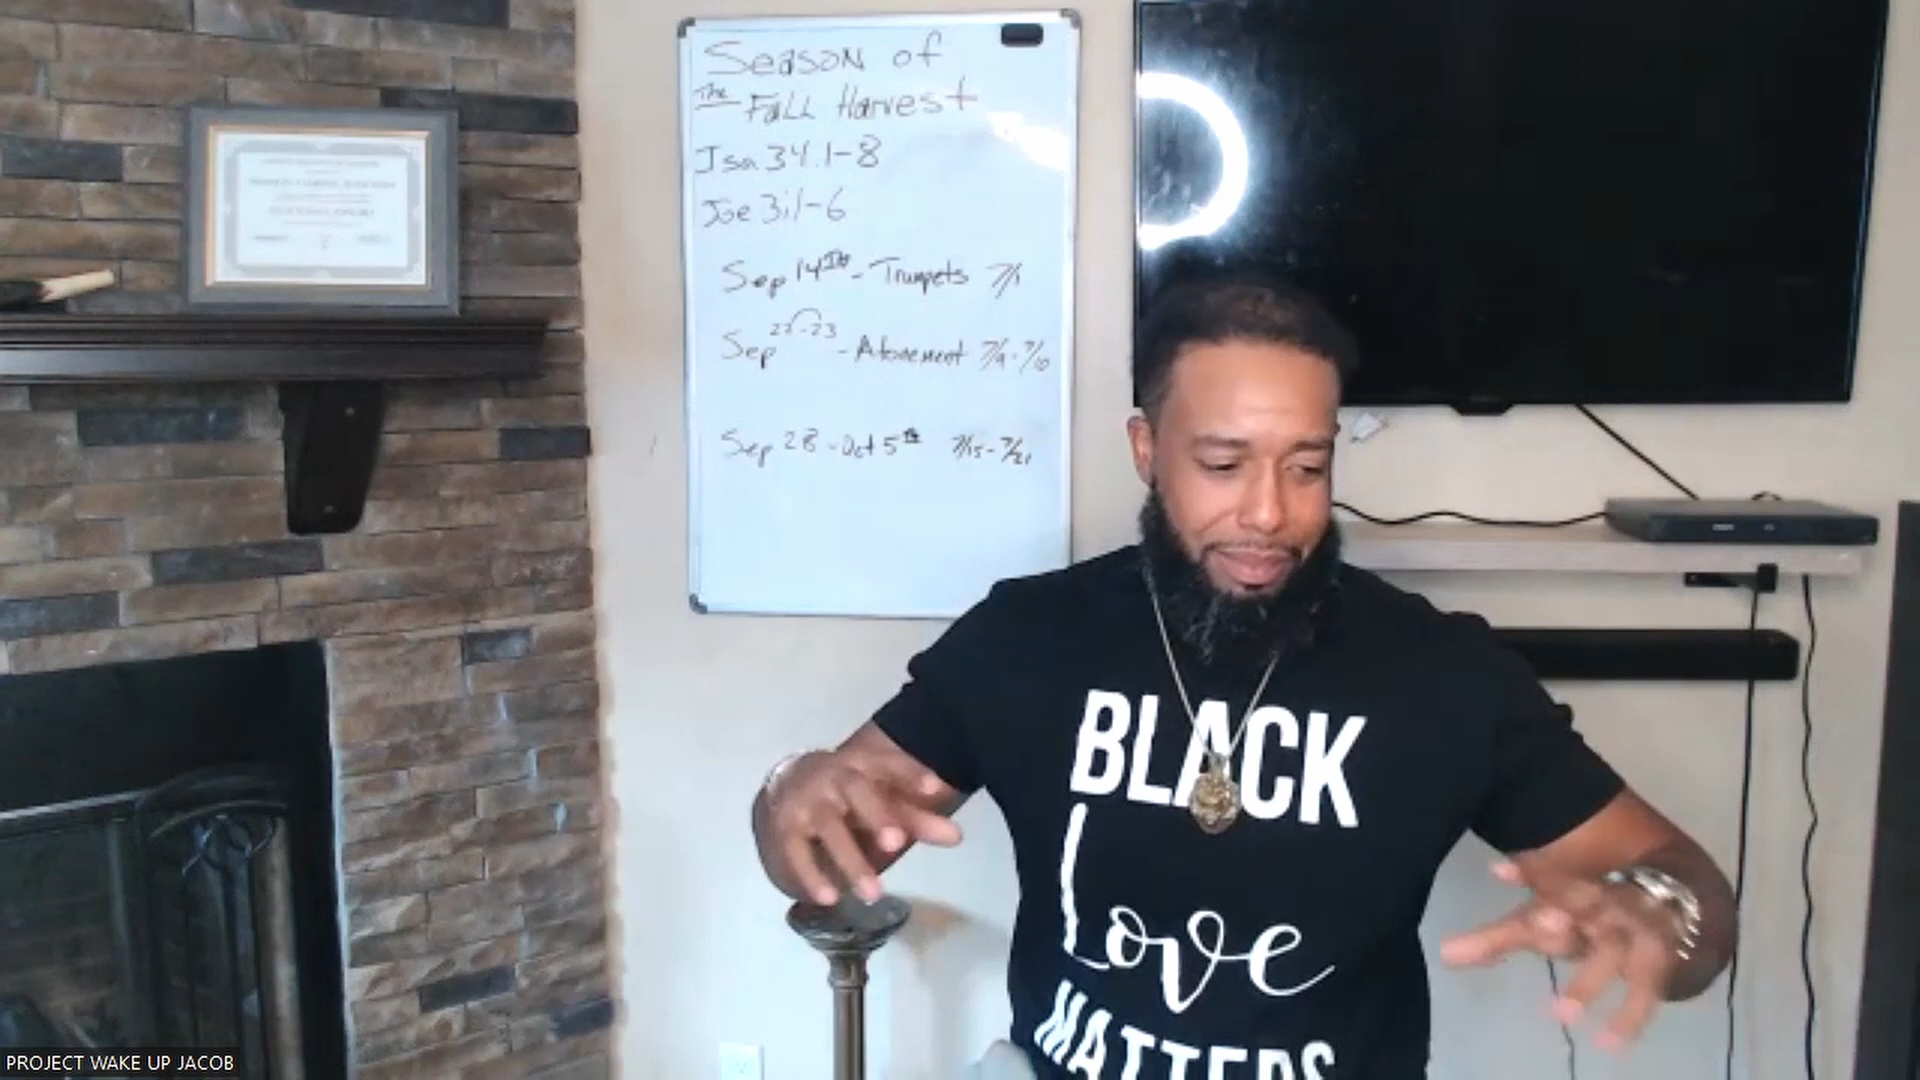 Season of
The Fall Harvest
Isa 34.1-8
Joe 3:1-6
Sep 14th - Trumpets 7/1
Sep 22-23 - Atonement 7/9-7/10
Sep 28 - Oct 5th 7/15-7/21
BLACK
Love
MATTERS
PROJECT WAKE UP JACOB